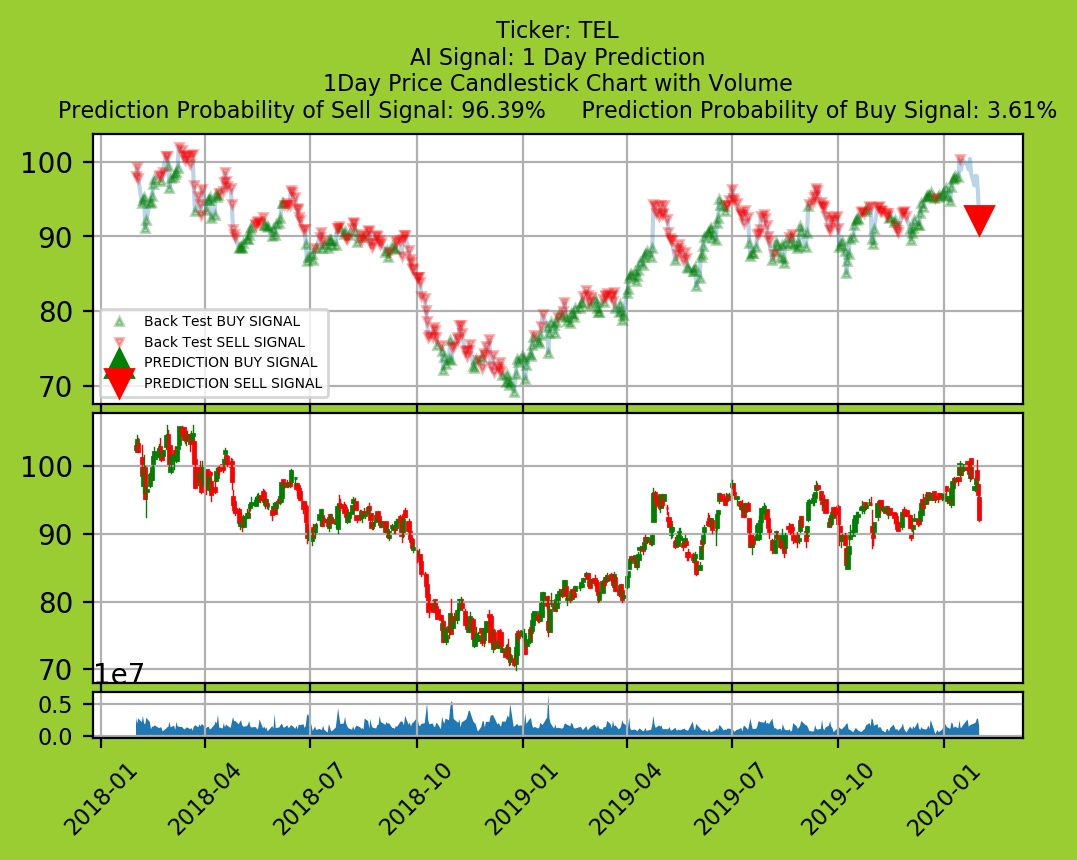 Ticker: TEL
AI Signal: 1 Day Prediction
1Day Price Candlestick Chart with Volume
Prediction Probability of Sell Signal: 96.39%     Prediction Probability of Buy Signal: 3.61%
100
90
80
70
Back Test BUY SIGNAL
Back Test SELL SIGNAL
PREDICTION BUY SIGNAL
PREDICTION SELL SIGNAL
100
90
80
70
1e7
0.5
0.0
2018-01
2018-04
2018-07
2018-10
2019-01
2019-04
2019-07
2019-10
2020-01